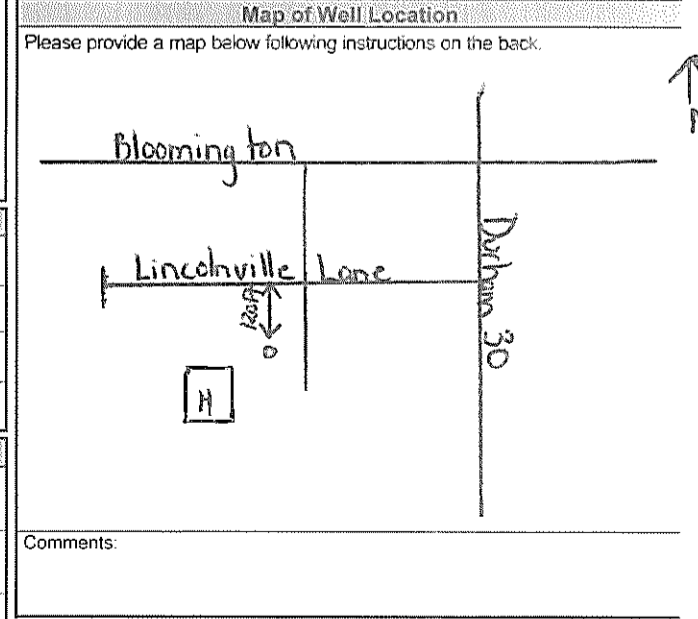 Map of Well Location
Please provide a map below following instructions on the back.
Bloomington
Lincolnville Lane
Durham 30
H
Comments: